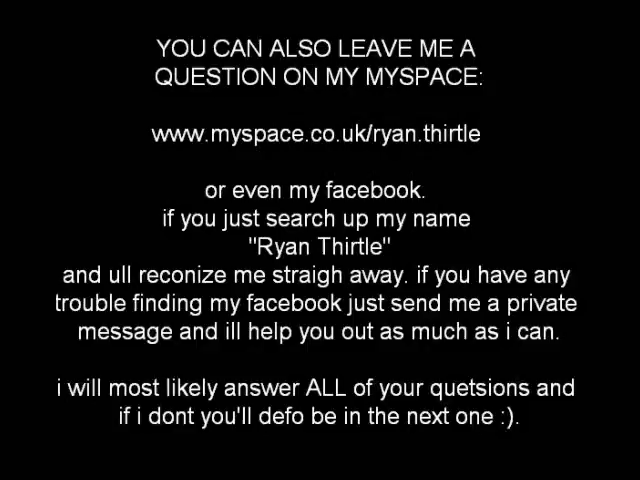 YOU CAN ALSO LEAVE ME A
QUESTION ON MY MYSPACE:
www.myspace.co.uk/ryan.thirtle
or even my facebook.
if you just search up my name
"Ryan Thirtle"
and ull reconize me straigh away. if you have any
trouble finding my facebook just send me a private
message and ill help you out as much as i can.
i will most likely answer ALL of your quetsions and
if i dont you'll defo be in the next one :).